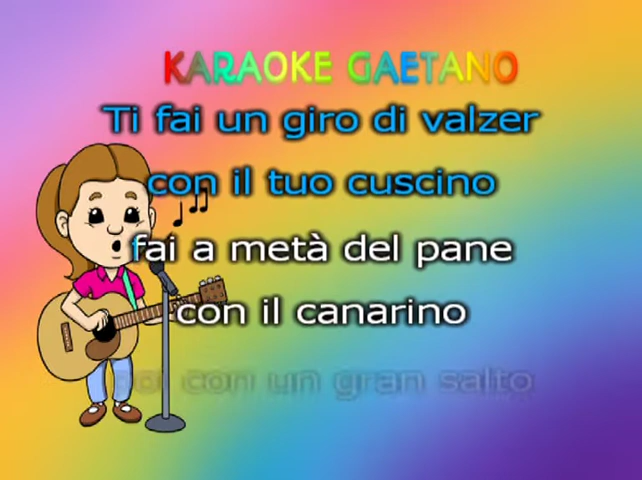 KARAOKE GAETANO
Ti fai un giro di valzer
con il tuo cuscino
fai a metà del pane
con il canarino
poi con un gran salto